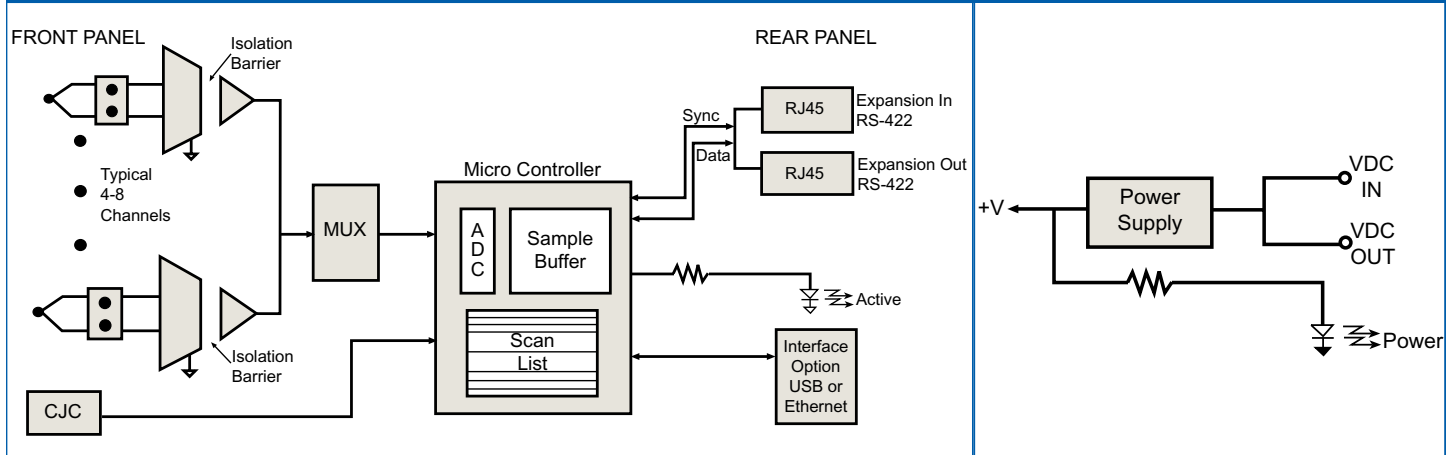 FRONT PANEL
Isolation
Barrier
Typical
4-8
Channels
Isolation
Barrier
CJC
MUX
Micro Controller
A
D
C
Sample
Buffer
Scan
List
REAR PANEL
Sync
Data
RJ45
Expansion In
RS-422
RJ45
Expansion Out
RS-422
Active
Interface
Option
USB or
Ethernet
+V
Power
Supply
VDC
IN
VDC
OUT
Power